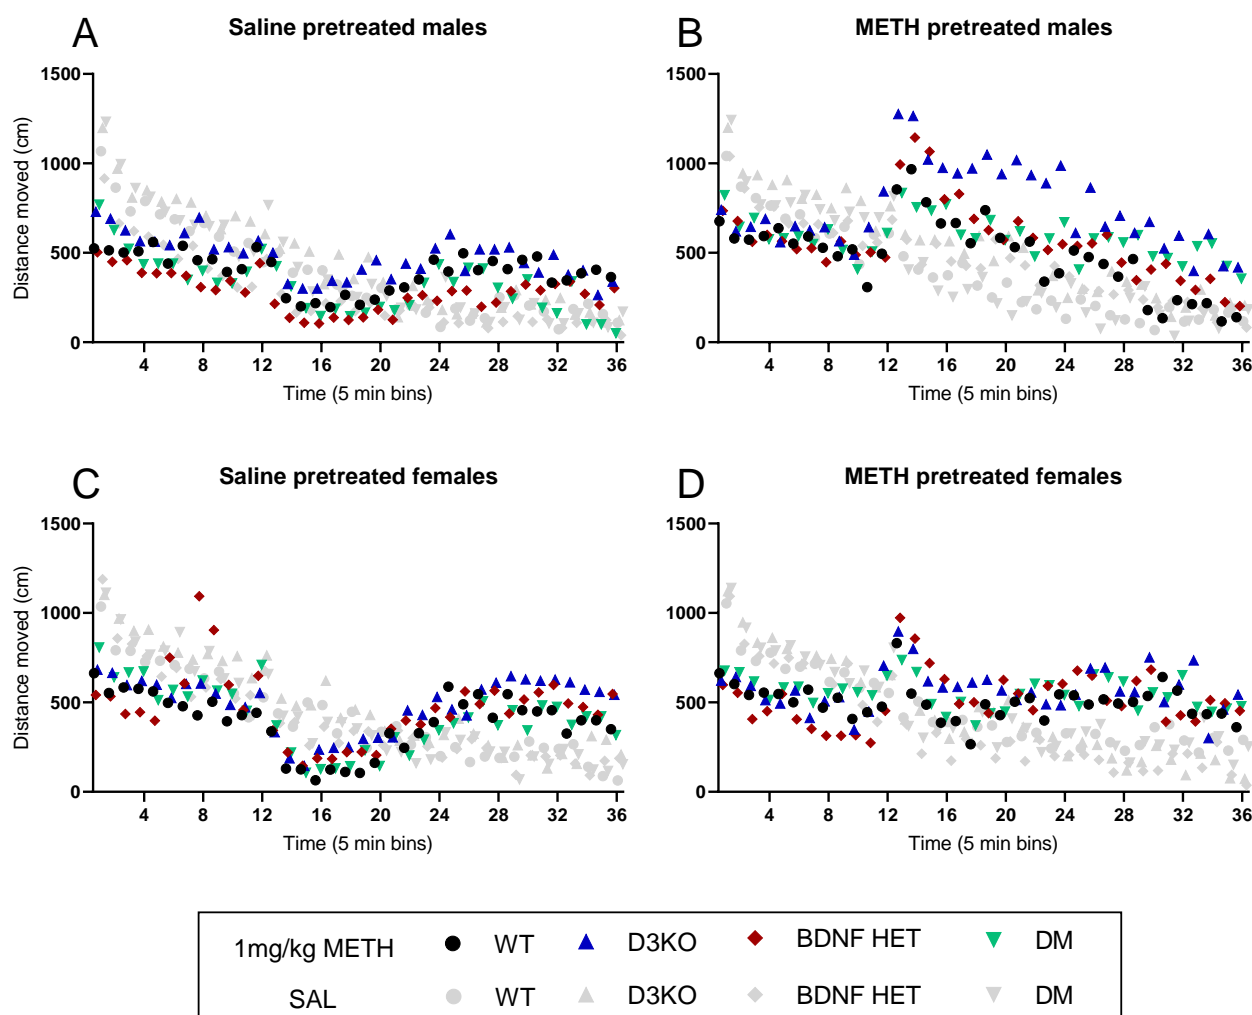 A
Saline pretreated males
B
METH pretreated males
1500
1000
500
0
Distance moved (cm)
4 8 12 16 20 24 28 32 36
Time (5 min bins)
1500
1000
500
0
4 8 12 16 20 24 28 32 36
Time (5 min bins)
C
Saline pretreated females
D
METH pretreated females
1500
1000
500
0
Distance moved (cm)
4 8 12 16 20 24 28 32 36
Time (5 min bins)
1500
1000
500
0
4 8 12 16 20 24 28 32 36
Time (5 min bins)
1mg/kg METH WT D3KO BDNF HET DM
SAL WT D3KO BDNF HET DM